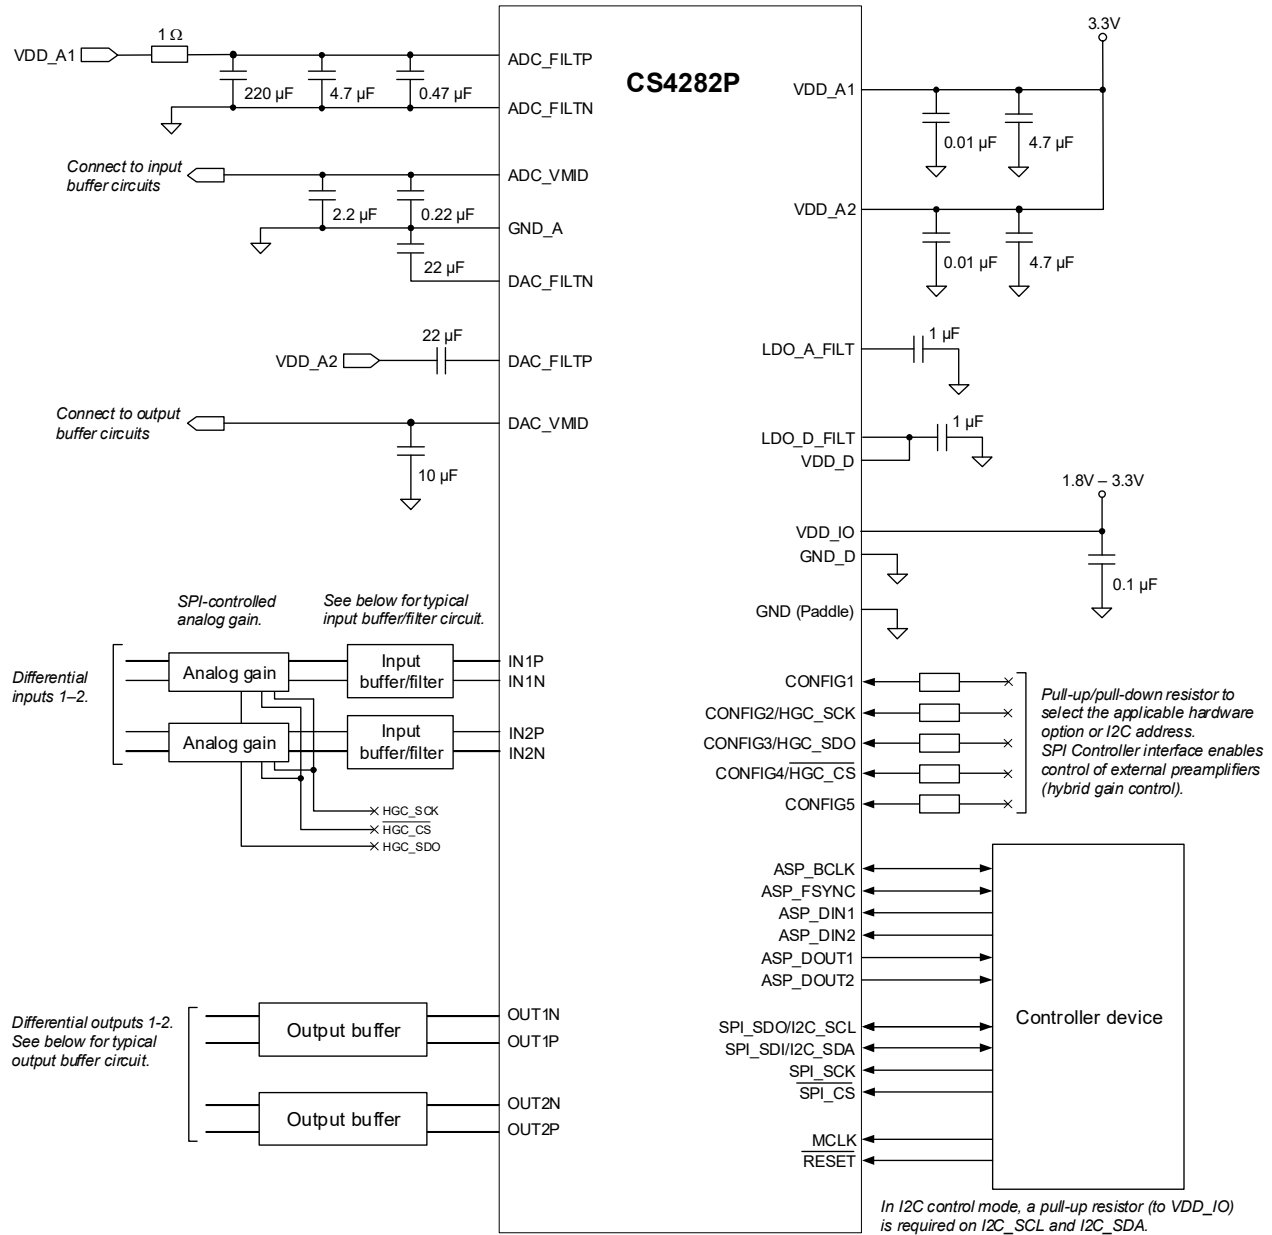 CS4282P
VDD_A1
1 Ω
220 µF
4.7 µF
0.47 µF
ADC_FILTP
ADC_FILTN
Connect to input
buffer circuits
ADC_VMID
2.2 µF
0.22 µF
GND_A
22 µF
DAC_FILTN
VDD_A2
22 µF
DAC_FILTP
Connect to output
buffer circuits
DAC_VMID
10 µF
SPI-controlled
analog gain.
See below for typical
input buffer/filter circuit.
Differential
inputs 1–2.
Analog gain
Input
buffer/filter
IN1P
IN1N
Analog gain
Input
buffer/filter
IN2P
IN2N
HGC_SCK
HGC_CS
HGC_SDO
Differential outputs 1-2.
See below for typical
output buffer circuit.
Output buffer
OUT1N
OUT1P
Output buffer
OUT2N
OUT2P
3.3V
VDD_A1
0.01 µF
4.7 µF
VDD_A2
0.01 µF
4.7 µF
LDO_A_FILT
1 µF
LDO_D_FILT
1 µF
VDD_D
1.8V – 3.3V
VDD_IO
GND_D
0.1 µF
GND (Paddle)
CONFIG1
CONFIG2/HGC_SCK
CONFIG3/HGC_SDO
CONFIG4/HGC_CS
CONFIG5
Pull-up/pull-down resistor to
select the applicable hardware
option or I2C address.
SPI Controller interface enables
control of external preamplifiers
(hybrid gain control).
ASP_BCLK
ASP_FSYNC
ASP_DIN1
ASP_DIN2
ASP_DOUT1
ASP_DOUT2
SPI_SDO/I2C_SCL
SPI_SDI/I2C_SDA
SPI_SCK
SPI_CS
MCLK
RESET
Controller device
In I2C control mode, a pull-up resistor (to VDD_IO)
is required on I2C_SCL and I2C_SDA.